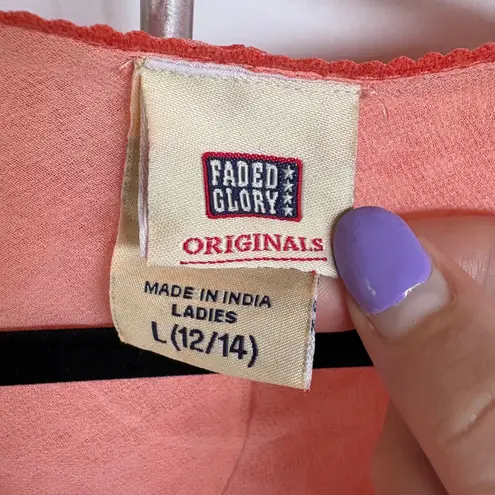 FADED
GLORY
ORIGINALS
MADE IN INDIA
LADIES
L (12/14)